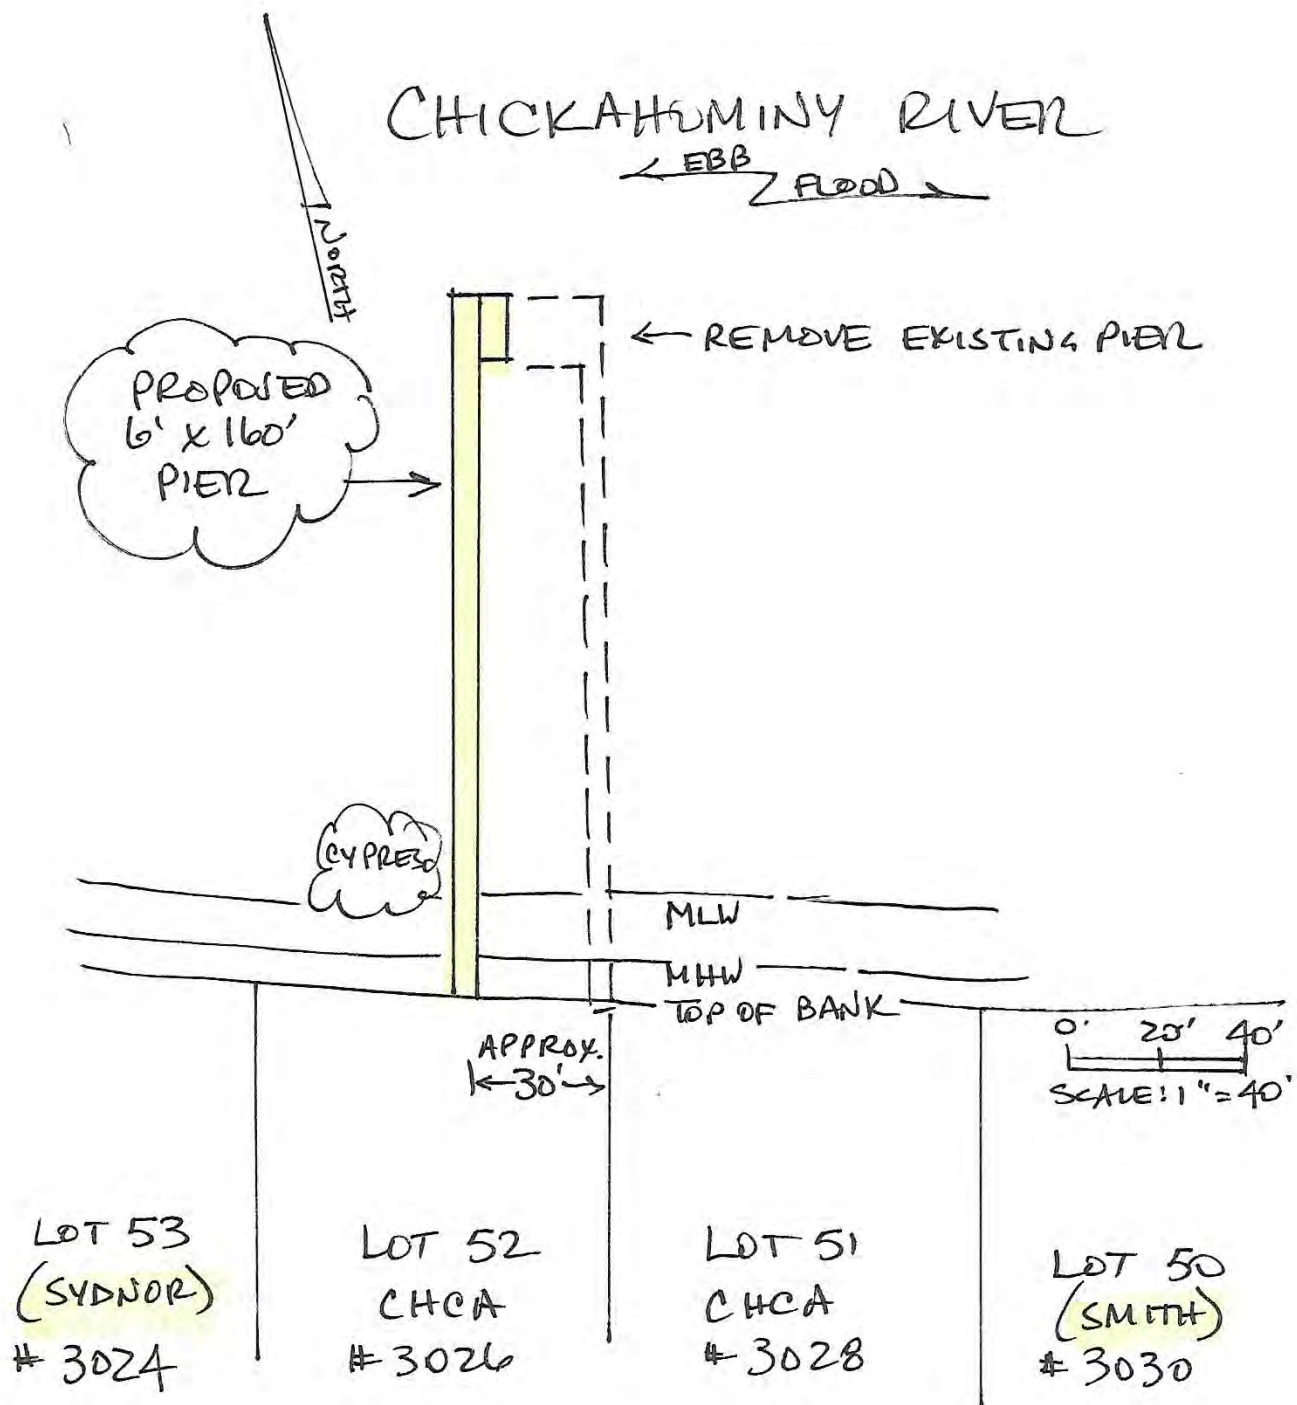 CHICKAHOMINY RIVER
EBB
FLOOD
NORTH
REMOVE EXISTING PIER
PROPOSED
6' X 160'
PIER
CYPRESS
MLW
MHW
TOP OF BANK
APPROX.
30'
0' 20' 40'
SCALE: 1" = 40'
LOT 53
(SYDNOR)
# 3024
LOT 52
CHCA
# 3026
LOT 51
CHCA
# 3028
LOT 50
(SMITH)
# 3030